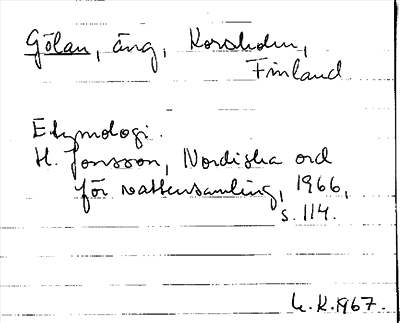 Gölan, äng, Korsholm,
Finland
Etymologi.
H. Jonsson, Nordiska ord
för vattensamling, 1966,
s. 114.
L. K. 1967.